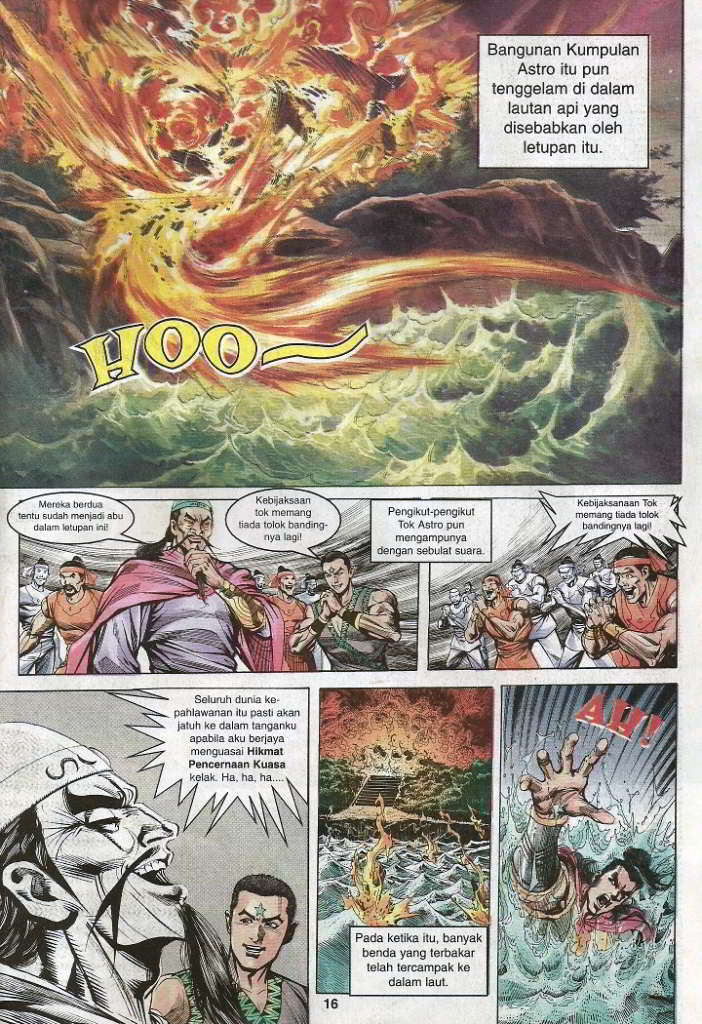 Bangunan Kumpulan
Astro itu pun
tenggelam di dalam
lautan api yang
disebabkan oleh
letupan itu.
HOO~
Mereka berdua
tentu sudah menjadi abu
dalam letupan ini!
Kebijaksaan
tok memang
tiada tolok banding-
nya lagi!
Pengikut-pengikut
Tok Astro pun
mengampunya
dengan sebulat suara.
Kebijaksanaan Tok
memang tiada tolok
bandingnya lagi!
Seluruh dunia ke-
pahlawanan itu pasti akan
jatuh ke dalam tanganku
apabila aku berjaya
menguasai Hikmat
Pencernaan Kuasa
kelak. Ha, ha, ha....
Pada ketika itu, banyak
benda yang terbakar
telah tercampak ke
dalam laut.
AH!
16